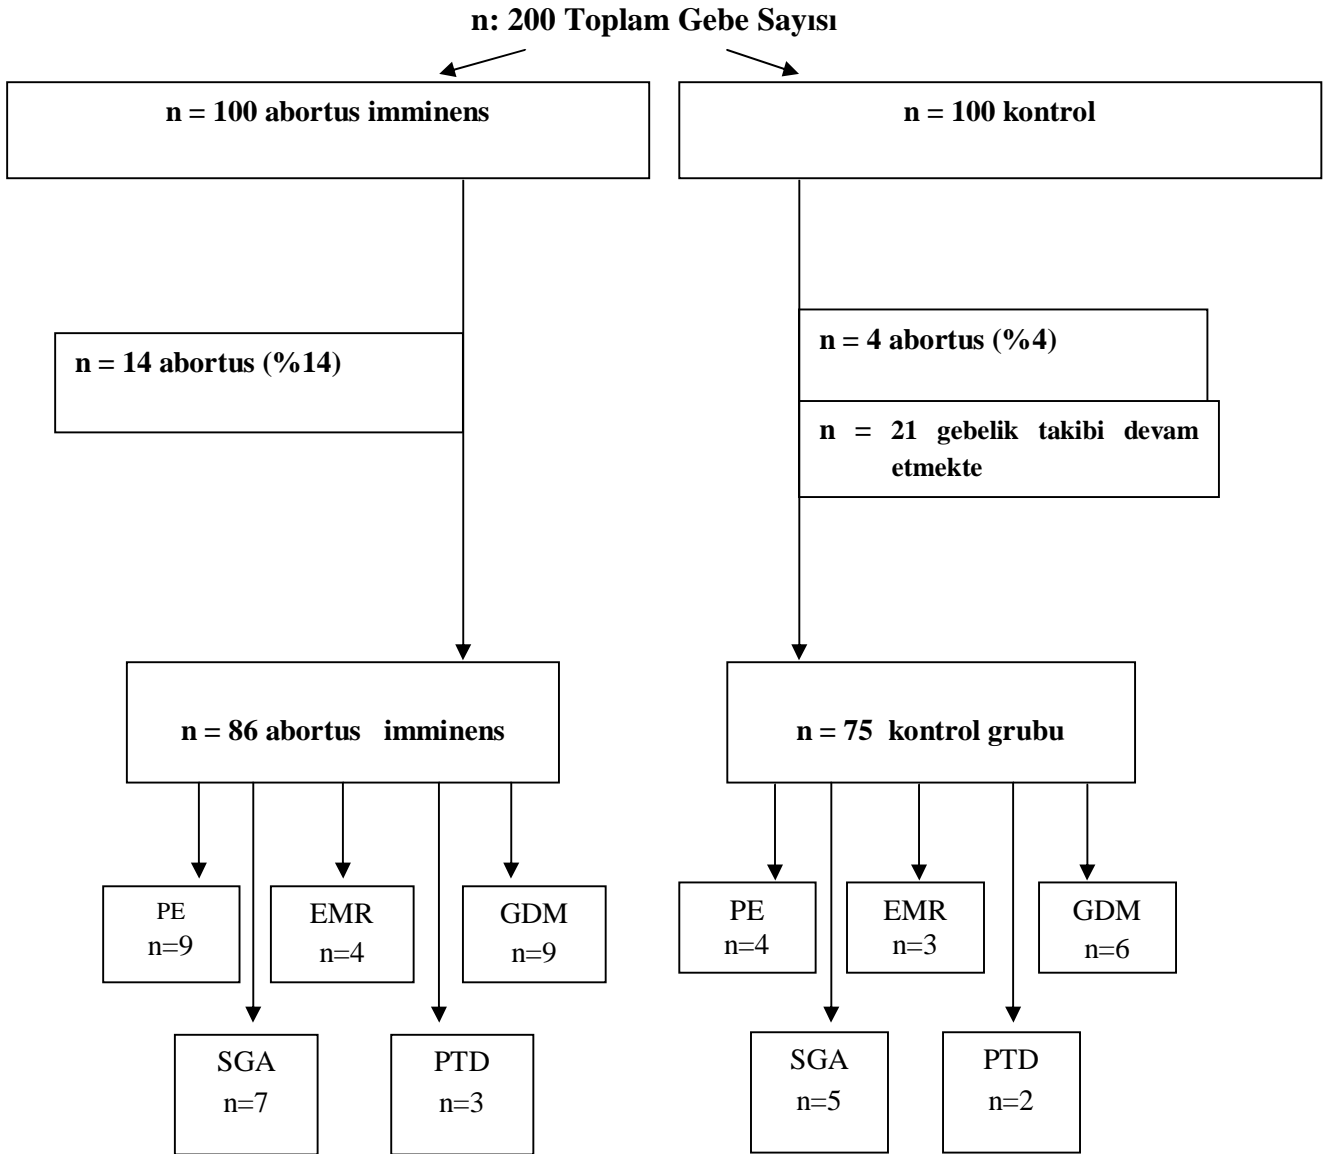 n: 200 Toplam Gebe Sayısı
n = 100 abortus imminens
n = 100 kontrol
n = 14 abortus (%14)
n = 4 abortus (%4)
n = 21 gebelik takibi devam
etmekte
n = 86 abortus imminens
n = 75 kontrol grubu
PE
n=9
EMR
n=4
GDM
n=9
PE
n=4
EMR
n=3
GDM
n=6
SGA
n=7
PTD
n=3
SGA
n=5
PTD
n=2